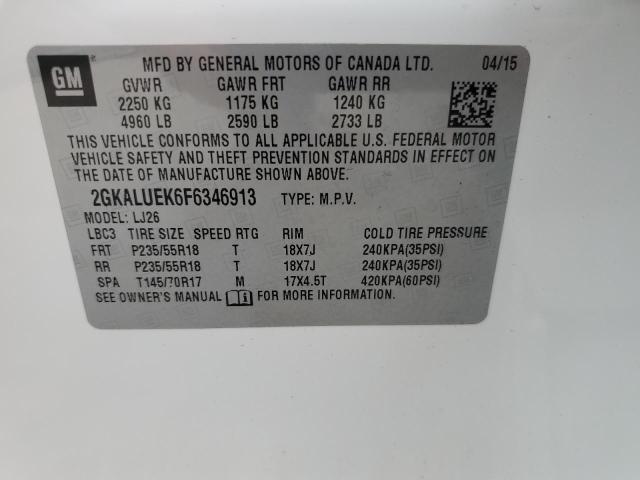 GM
MFD BY GENERAL MOTORS OF CANADA LTD. 04/15
GVWR GAWR FRT GAWR RR
2250 KG 1175 KG 1240 KG
4960 LB 2590 LB 2733 LB
THIS VEHICLE CONFORMS TO ALL APPLICABLE U.S. FEDERAL MOTOR
VEHICLE SAFETY AND THEFT PREVENTION STANDARDS IN EFFECT ON
THE DATE OF MANUFACTURE SHOWN ABOVE.
2GKALUEK6F6346913 TYPE: M.P.V.
MODEL: LJ26
LBC3 TIRE SIZE SPEED RTG RIM COLD TIRE PRESSURE
FRT P235/55R18 T 18X7J 240KPA(35PSI)
RR P235/55R18 T 18X7J 240KPA(35PSI)
SPA T145/70R17 M 17X4.5T 420KPA(60PSI)
SEE OWNER'S MANUAL FOR MORE INFORMATION.